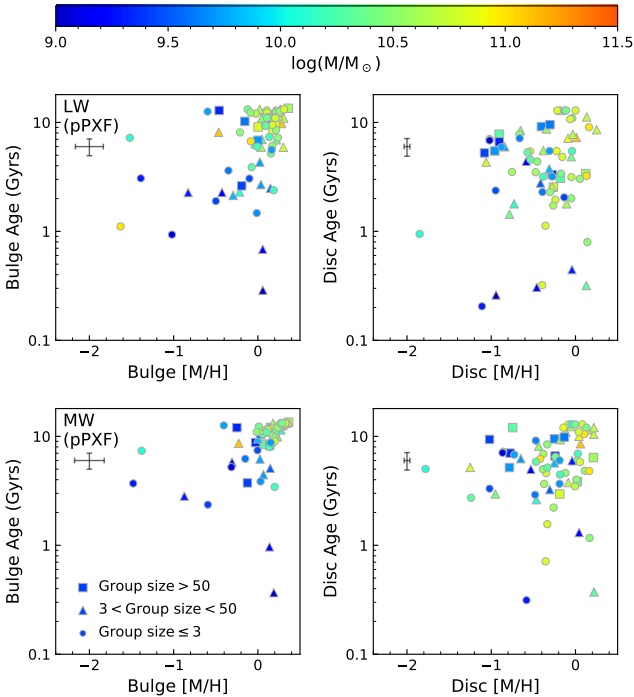 9.0 9.5 10.0 10.5 11.0 11.5
log(M/M⊙)
LW
(pPXF)
10
1
0.1
Bulge Age (Gyrs)
−2 −1 0
Bulge [M/H]
10
1
0.1
Disc Age (Gyrs)
−2 −1 0
Disc [M/H]
MW
(pPXF)
10
1
0.1
Bulge Age (Gyrs)
Group size > 50
3 < Group size < 50
Group size ≤ 3
−2 −1 0
Bulge [M/H]
10
1
0.1
Disc Age (Gyrs)
−2 −1 0
Disc [M/H]